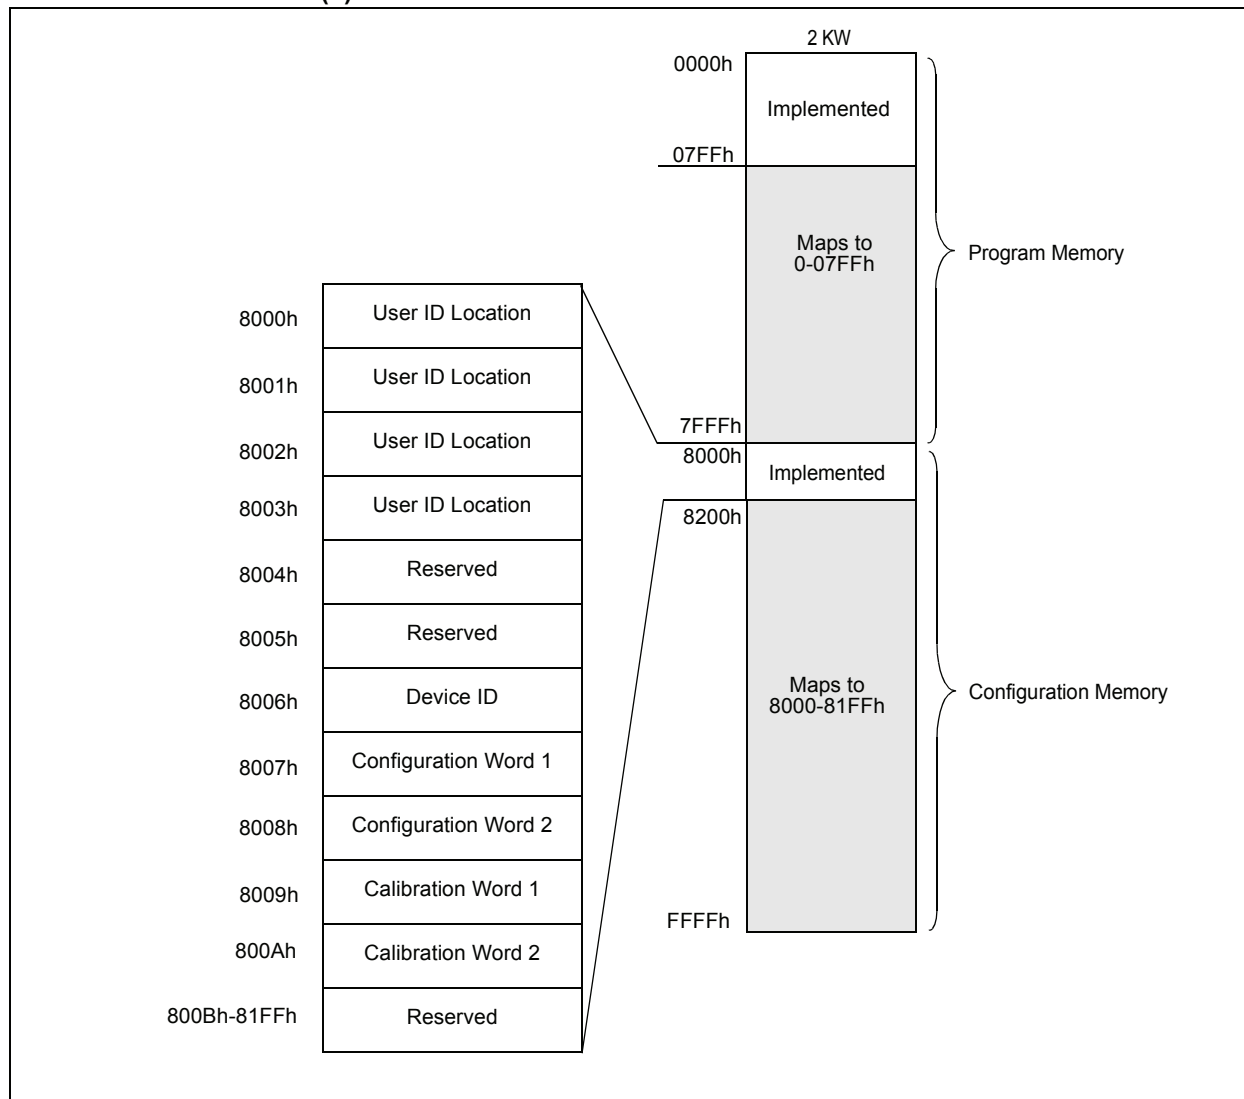 2 KW
0000h
Implemented
07FFh
Maps to
0-07FFh
Program Memory
7FFFh
8000h
Implemented
8200h
Maps to
8000-81FFh
Configuration Memory
FFFFh
8000h User ID Location
8001h User ID Location
8002h User ID Location
8003h User ID Location
8004h Reserved
8005h Reserved
8006h Device ID
8007h Configuration Word 1
8008h Configuration Word 2
8009h Calibration Word 1
800Ah Calibration Word 2
800Bh-81FFh Reserved